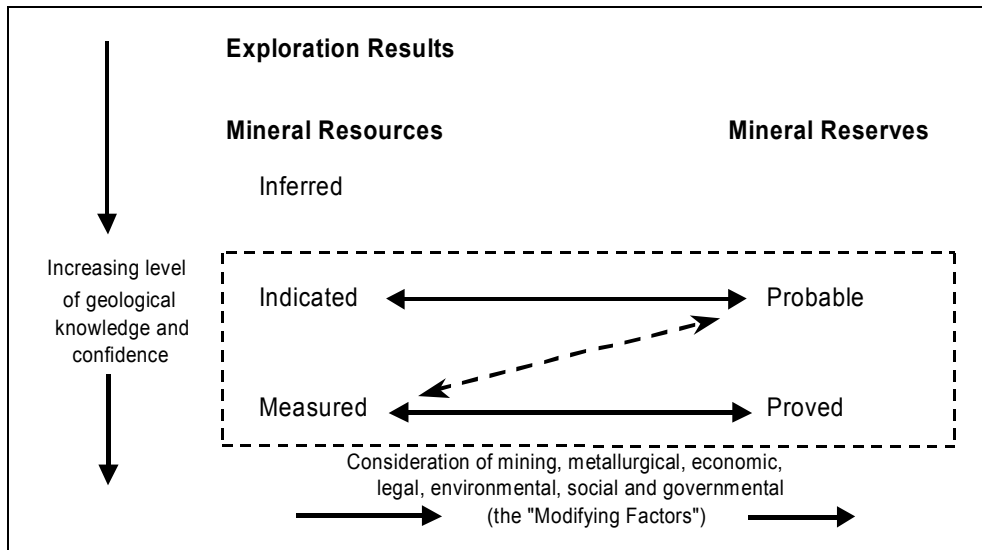 Exploration Results
Mineral Resources Mineral Reserves
Inferred
Increasing level
of geological
knowledge and
confidence
Indicated Probable
Measured Proved
Consideration of mining, metallurgical, economic,
legal, environmental, social and governmental
(the "Modifying Factors")